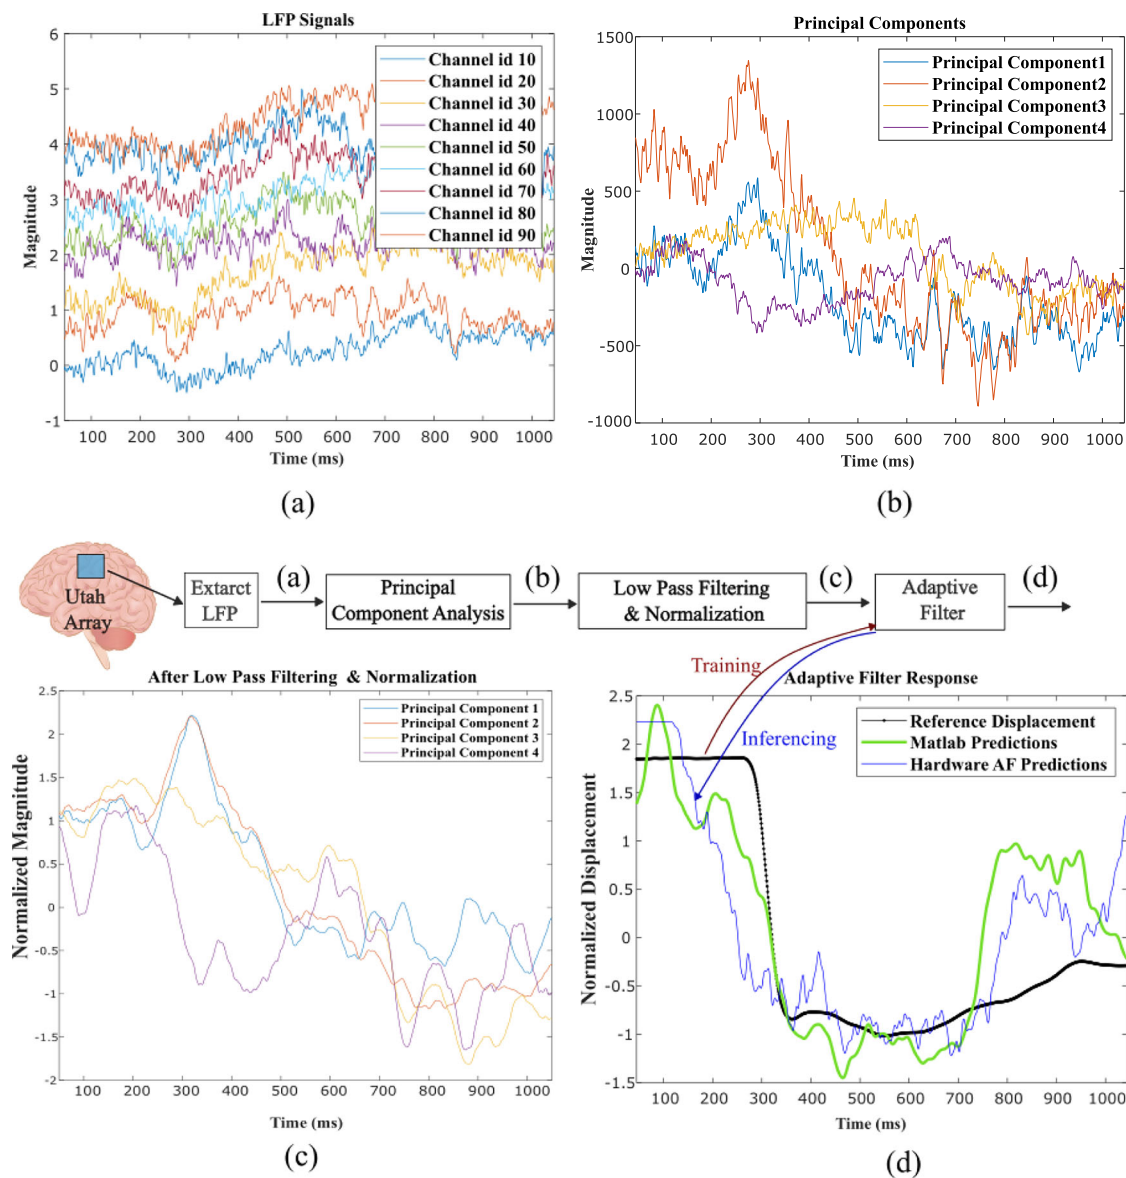 LFP Signals
6
5
4
3
2
1
0
-1
Magnitude
Channel id 10
Channel id 20
Channel id 30
Channel id 40
Channel id 50
Channel id 60
Channel id 70
Channel id 80
Channel id 90
100 200 300 400 500 600 700 800 900 1000
Time (ms)
(a)
Principal Components
1500
1000
500
0
-500
-1000
Magnitude
Principal Component1
Principal Component2
Principal Component3
Principal Component4
100 200 300 400 500 600 700 800 900 1000
Time (ms)
(b)
Utah
Array
Extarct
LFP
(a)
Principal
Component Analysis
(b)
Low Pass Filtering
& Normalization
(c)
Adaptive
Filter
(d)
Training
Inferencing
After Low Pass Filtering & Normalization
2.5
2
1.5
1
0.5
0
-0.5
-1
-1.5
-2
Normalized Magnitude
Principal Component 1
Principal Component 2
Principal Component 3
Principal Component 4
100 200 300 400 500 600 700 800 900 1000
Time (ms)
(c)
Adaptive Filter Response
2.5
2
1.5
1
0.5
0
-0.5
-1
-1.5
Normalized Displacement
Reference Displacement
Matlab Predictions
Hardware AF Predictions
100 200 300 400 500 600 700 800 900 1000
Time (ms)
(d)